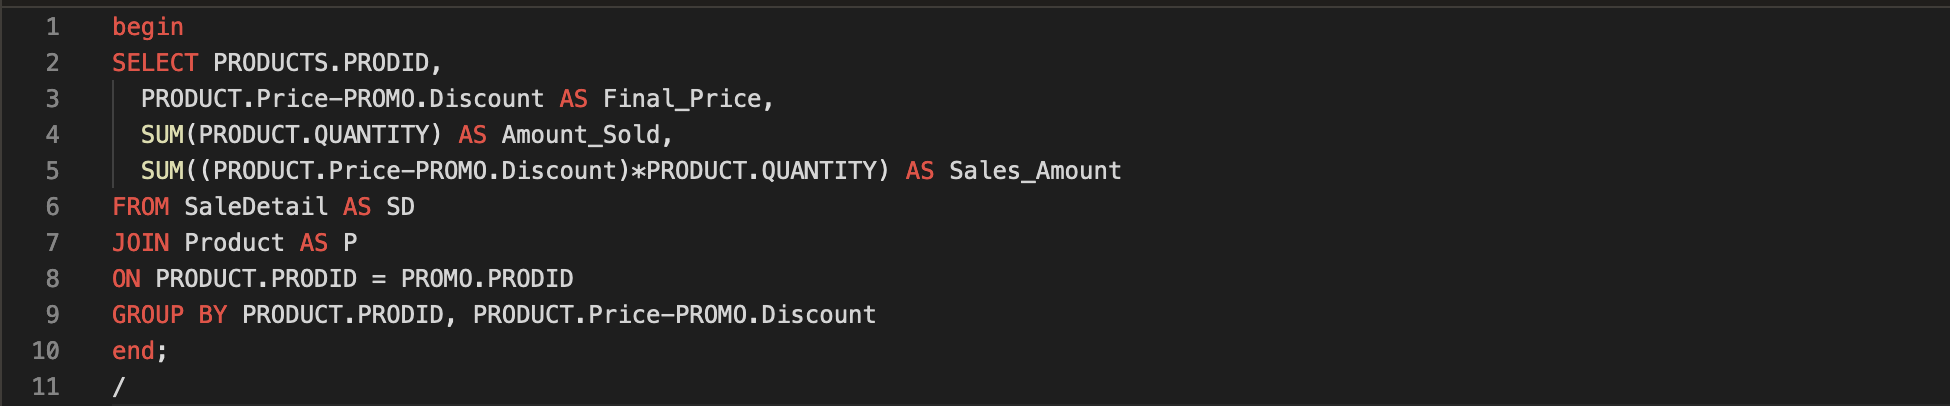 1 begin
2 SELECT PRODUCTS.PRODID,
3 PRODUCT.Price-PROMO.Discount AS Final_Price,
4 SUM(PRODUCT.QUANTITY) AS Amount_Sold,
5 SUM((PRODUCT.Price-PROMO.Discount)*PRODUCT.QUANTITY) AS Sales_Amount
6 FROM SaleDetail AS SD
7 JOIN Product AS P
8 ON PRODUCT.PRODID = PROMO.PRODID
9 GROUP BY PRODUCT.PRODID, PRODUCT.Price-PROMO.Discount
10 end;
11 /